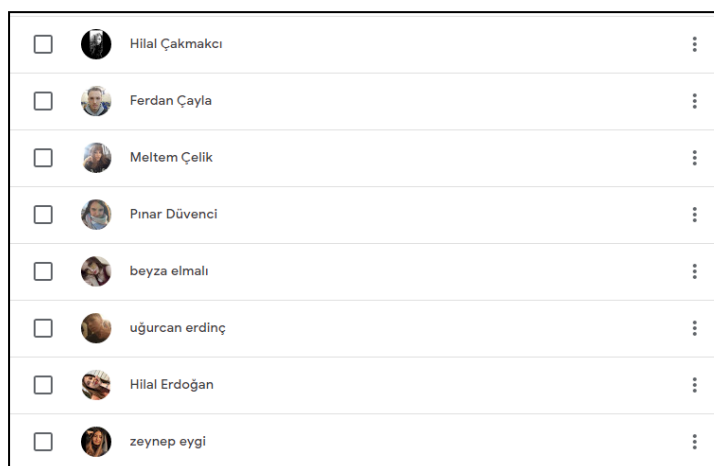 Hilal Çakmakcı
Ferdan Çayla
Meltem Çelik
Pınar Düvenci
beyza elmalı
uğurcan erdinç
Hilal Erdoğan
zeynep eygi